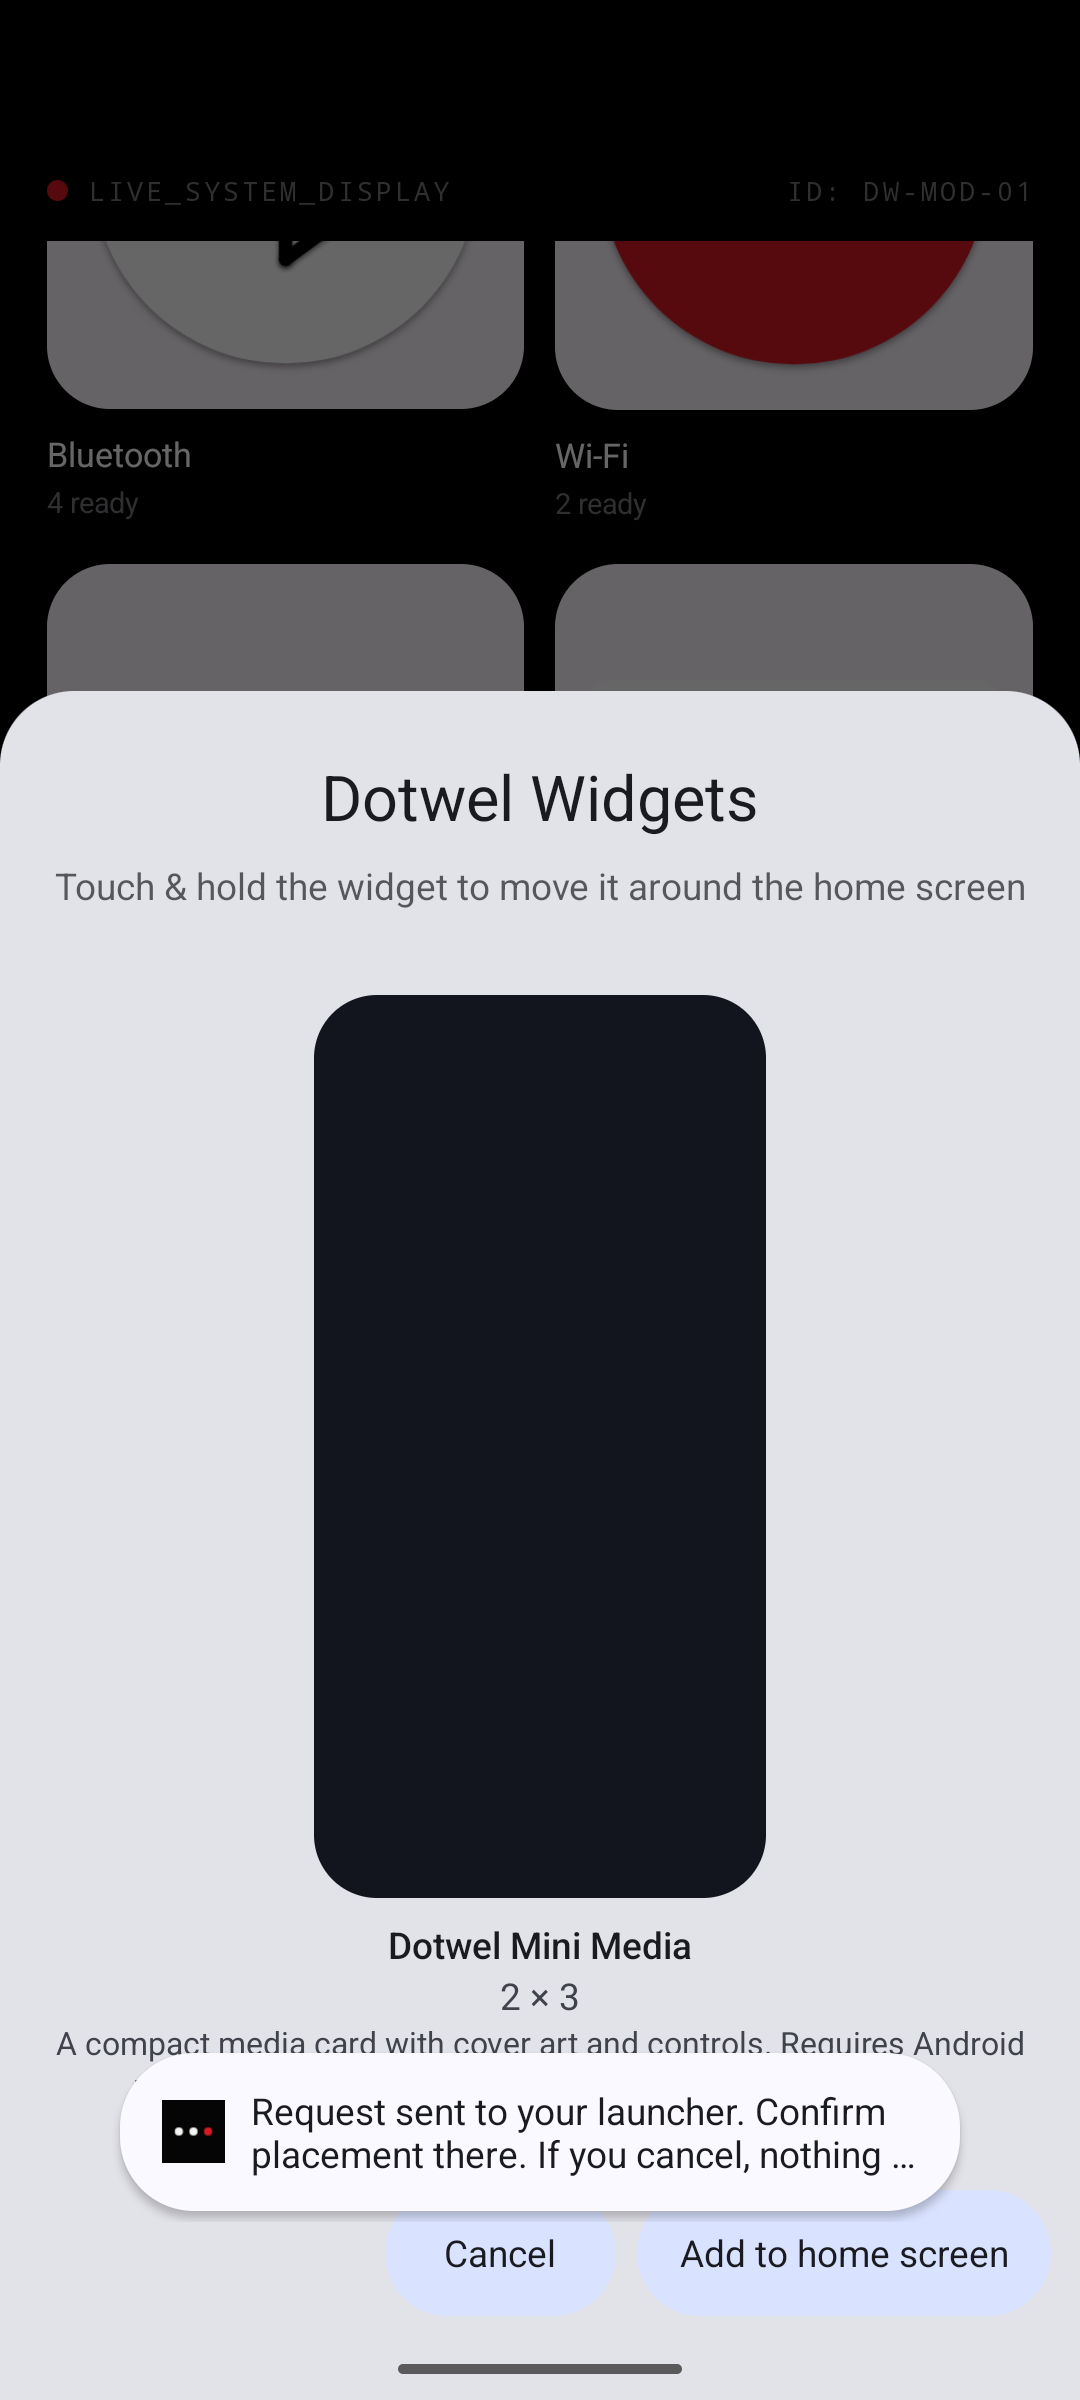 LIVE_SYSTEM_DISPLAY ID: DW-MOD-01
Bluetooth Wi-Fi
4 ready 2 ready
Dotwel Widgets
Touch & hold the widget to move it around the home screen
Dotwel Mini Media
2 × 3
A compact media card with cover art and controls. Requires Android
Request sent to your launcher. Confirm
placement there. If you cancel, nothing ...
Cancel Add to home screen